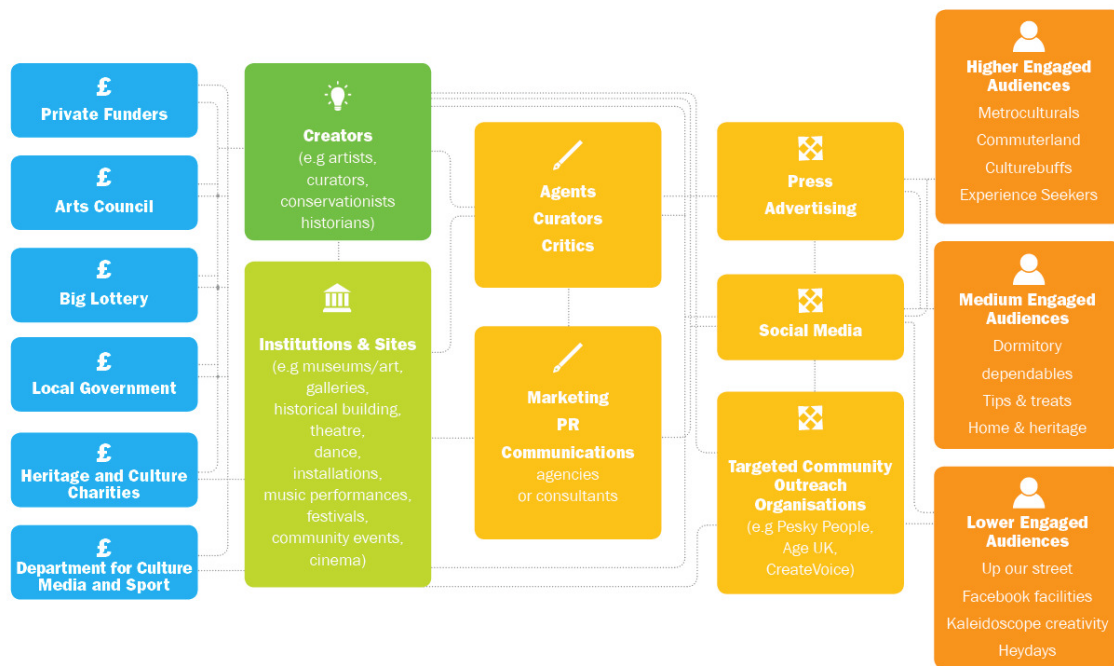 £
Private Funders
£
Arts Council
£
Big Lottery
£
Local Government
£
Heritage and Culture
Charities
£
Department for Culture
Media and Sport
Creators
(e.g artists,
curators,
conservationists
historians)
Institutions & Sites
(e.g museums/art,
galleries,
historical building,
theatre,
dance,
installations,
music performances,
festivals,
community events,
cinema)
Agents
Curators
Critics
Marketing
PR
Communications
agencies
or consultants
Press
Advertising
Social Media
Targeted Community
Outreach
Organisations
(e.g Pesky People,
Age UK,
CreateVoice)
Higher Engaged
Audiences
Metroculturals
Commuterland
Culturebuffs
Experience Seekers
Medium Engaged
Audiences
Dormitory
dependables
Tips & treats
Home & heritage
Lower Engaged
Audiences
Up our street
Facebook facilities
Kaleidoscope creativity
Heydays